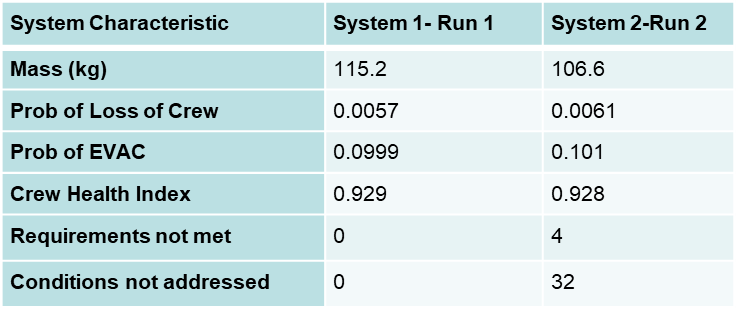 System Characteristic System 1- Run 1 System 2-Run 2
Mass (kg) 115.2 106.6
Prob of Loss of Crew 0.0057 0.0061
Prob of EVAC 0.0999 0.101
Crew Health Index 0.929 0.928
Requirements not met 0 4
Conditions not addressed 0 32